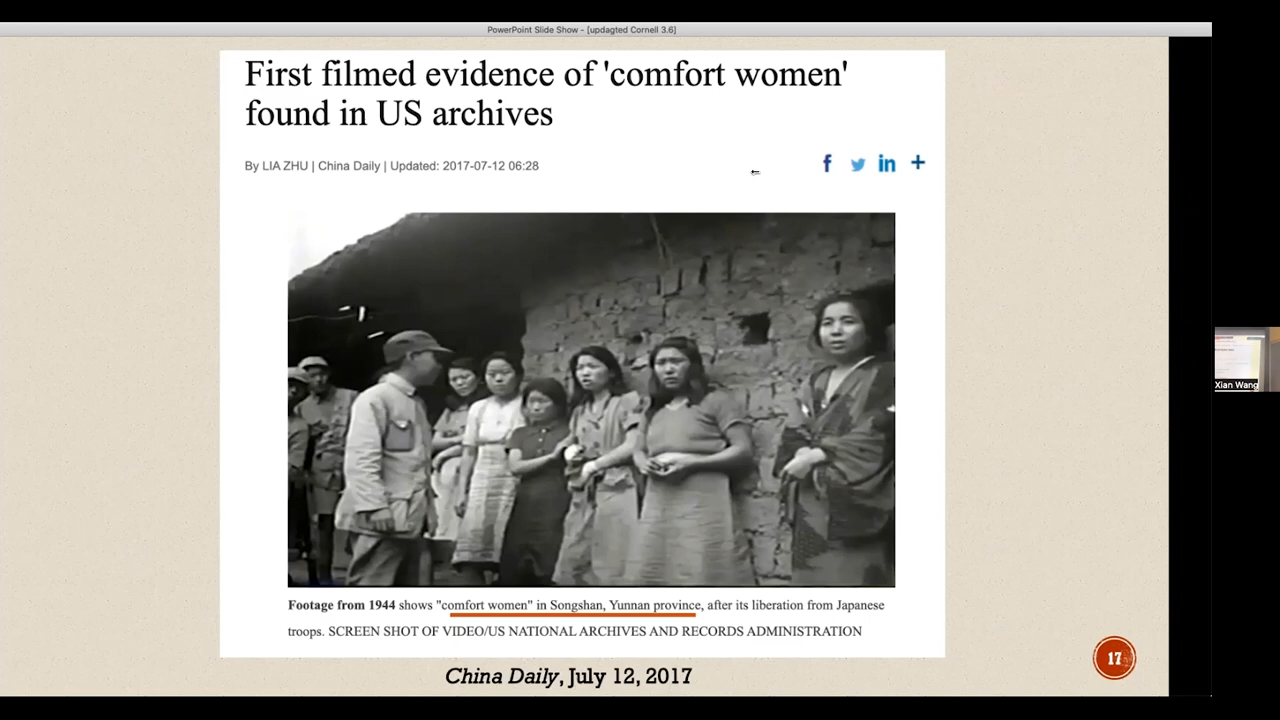 PowerPoint Slide Show - [updagted Cornell 3.6]
First filmed evidence of 'comfort women'
found in US archives
By LIA ZHU | China Daily | Updated: 2017-07-12 06:28
Footage from 1944 shows "comfort women" in Songshan, Yunnan province, after its liberation from Japanese
troops. SCREEN SHOT OF VIDEO/US NATIONAL ARCHIVES AND RECORDS ADMINISTRATION
China Daily, July 12, 2017
17
Xian Wang